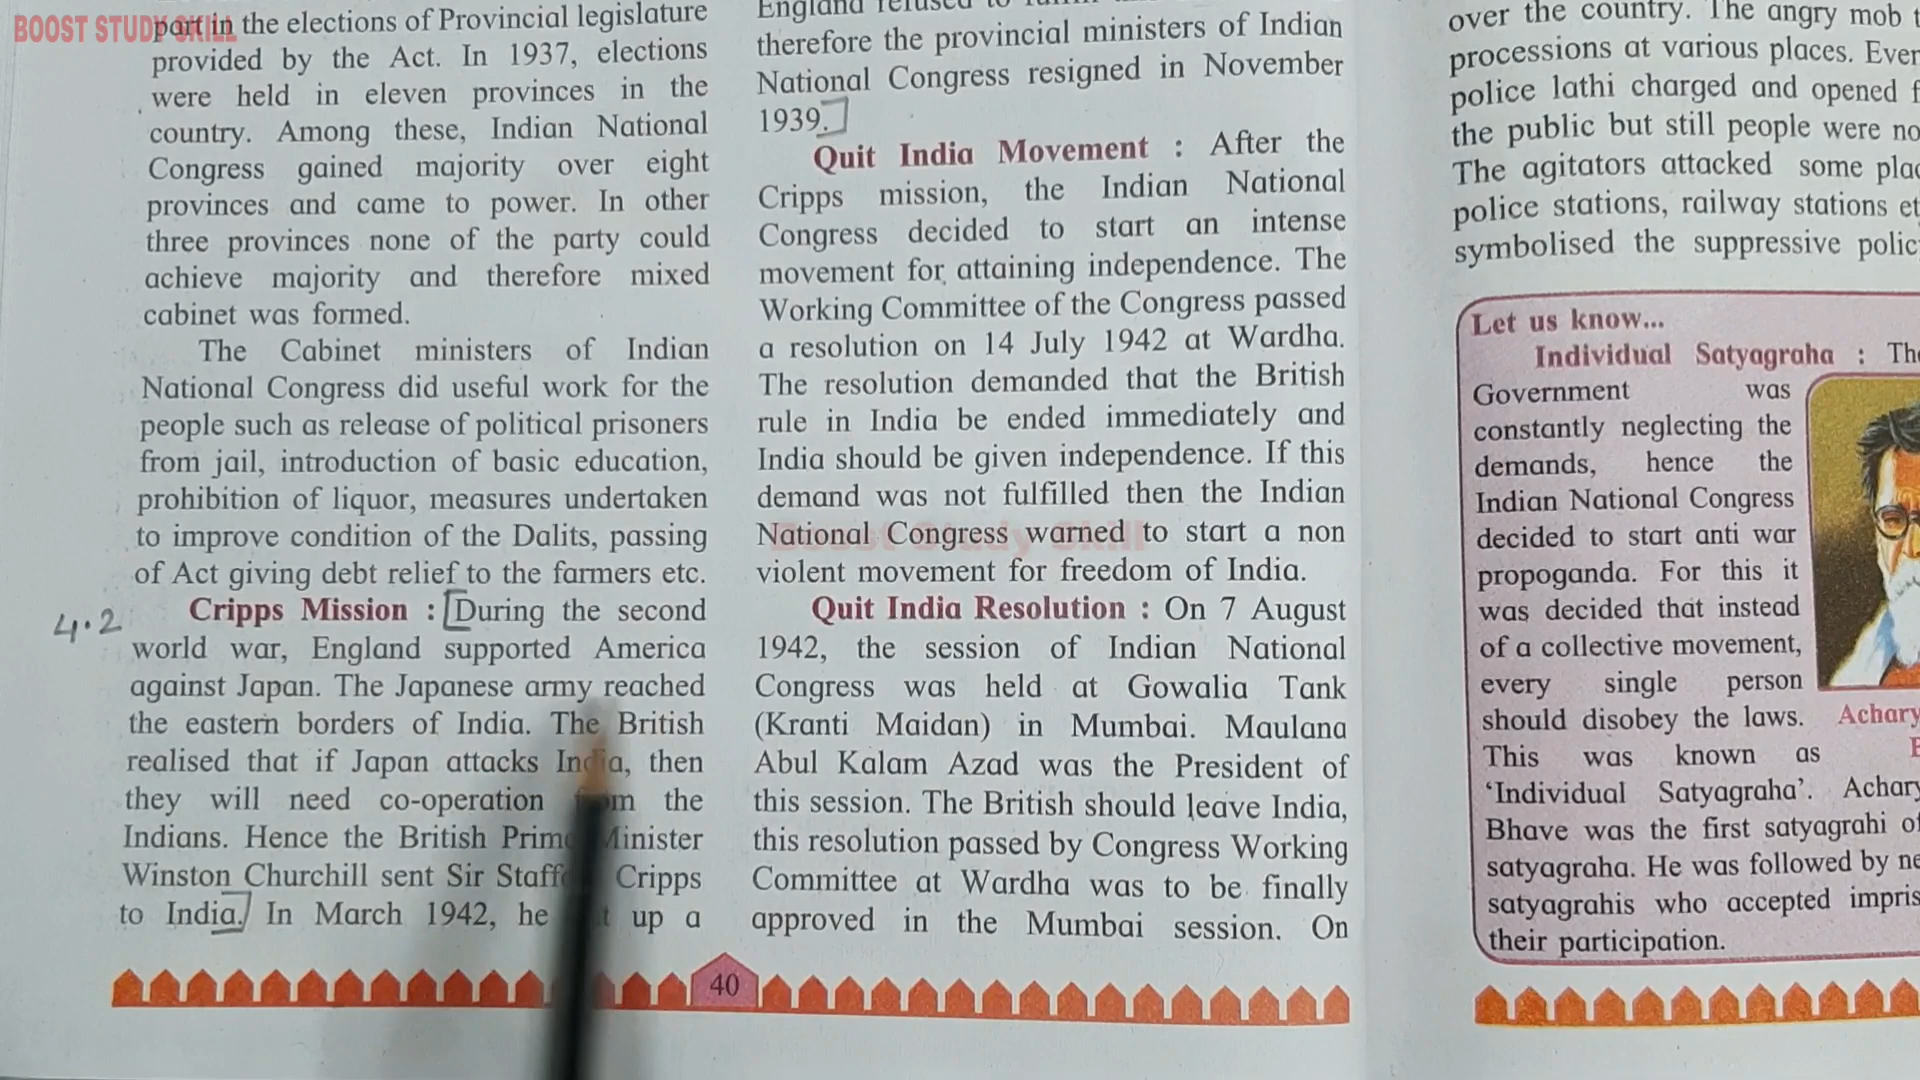 BOOST STUDY SKILL
part in the elections of Provincial legislature
provided by the Act. In 1937, elections
were held in eleven provinces in the
country. Among these, Indian National
Congress gained majority over eight
provinces and came to power. In other
three provinces none of the party could
achieve majority and therefore mixed
cabinet was formed.
The Cabinet ministers of Indian
National Congress did useful work for the
people such as release of political prisoners
from jail, introduction of basic education,
prohibition of liquor, measures undertaken
to improve condition of the Dalits, passing
of Act giving debt relief to the farmers etc.
4.2
Cripps Mission : During the second
world war, England supported America
against Japan. The Japanese army reached
the eastern borders of India. The British
realised that if Japan attacks India, then
they will need co-operation the
Indians. Hence the British Prime Minister
Winston Churchill sent Sir Cripps
to India. In March 1942, he up a
40
England refused to
therefore the provincial ministers of Indian
National Congress resigned in November
1939.
Quit India Movement : After the
Cripps mission, the Indian National
Congress decided to start an intense
movement for attaining independence. The
Working Committee of the Congress passed
a resolution on 14 July 1942 at Wardha.
The resolution demanded that the British
rule in India be ended immediately and
India should be given independence. If this
demand was not fulfilled then the Indian
National Congress warned to start a non
violent movement for freedom of India.
Boost Study Skill
Quit India Resolution : On 7 August
1942, the session of Indian National
Congress was held at Gowalia Tank
(Kranti Maidan) in Mumbai. Maulana
Abul Kalam Azad was the President of
this session. The British should leave India,
this resolution passed by Congress Working
Committee at Wardha was to be finally
approved in the Mumbai session. On
over the country. The angry mob
processions at various places.
police lathi charged and opened
the public but still people were
The agitators attacked some
police stations, railway stations
symbolised the suppressive
Let us know...
Individual Satyagraha :
Government was
constantly neglecting the
demands, hence the
Indian National Congress
decided to start anti war
propoganda. For this it
was decided that instead
of a collective movement,
every single person
should disobey the laws.
This was known as
'Individual Satyagraha'.
Bhave was the first satyagrahi
satyagraha. He was followed by
satyagrahis who accepted
their participation.